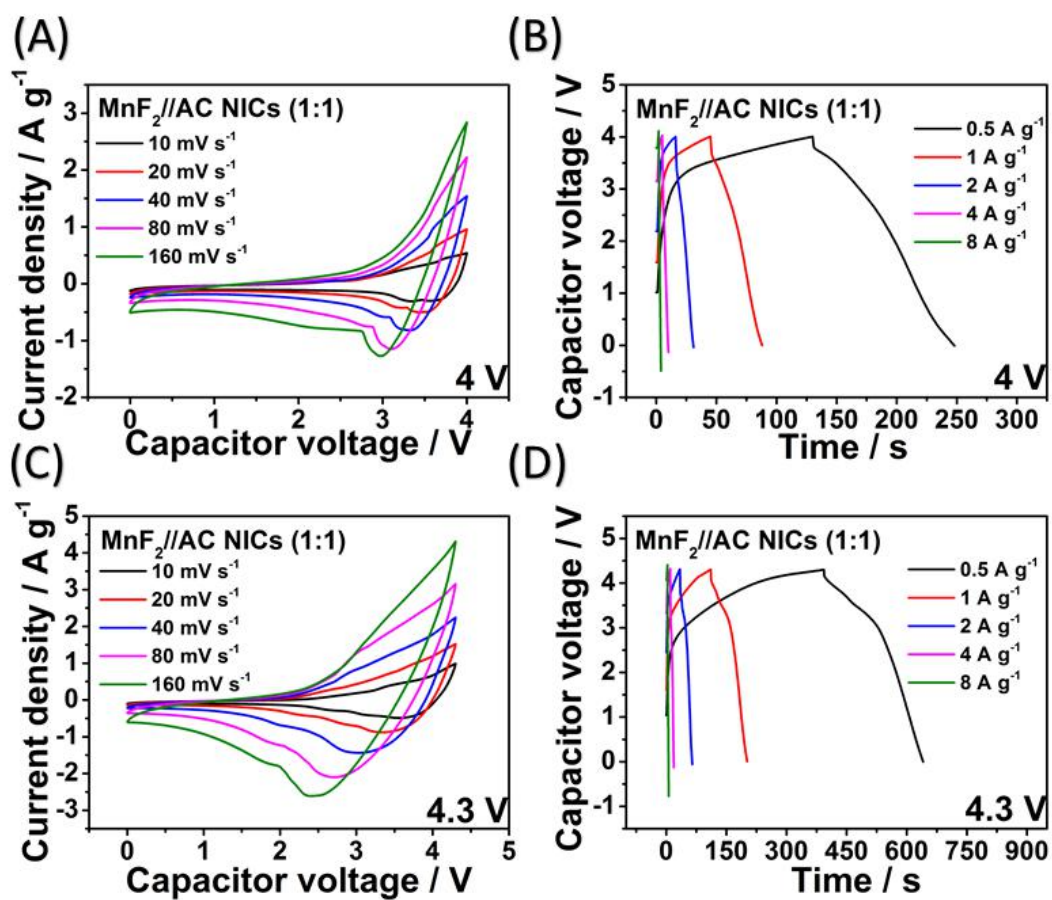 (A)
MnF₂//AC NICs (1:1)
10 mV s⁻¹
20 mV s⁻¹
40 mV s⁻¹
80 mV s⁻¹
160 mV s⁻¹
4 V
Current density / A g⁻¹
3
2
1
0
-1
-2
0 1 2 3 4
Capacitor voltage / V
(B)
MnF₂//AC NICs (1:1)
0.5 A g⁻¹
1 A g⁻¹
2 A g⁻¹
4 A g⁻¹
8 A g⁻¹
4 V
Capacitor voltage / V
5
4
3
2
1
0
-1
0 50 100 150 200 250 300
Time / s
(C)
MnF₂//AC NICs (1:1)
10 mV s⁻¹
20 mV s⁻¹
40 mV s⁻¹
80 mV s⁻¹
160 mV s⁻¹
4.3 V
Current density / A g⁻¹
5
4
3
2
1
0
-1
-2
-3
0 1 2 3 4 5
Capacitor voltage / V
(D)
MnF₂//AC NICs (1:1)
0.5 A g⁻¹
1 A g⁻¹
2 A g⁻¹
4 A g⁻¹
8 A g⁻¹
4.3 V
Capacitor voltage / V
5
4
3
2
1
0
-1
0 150 300 450 600 750 900
Time / s